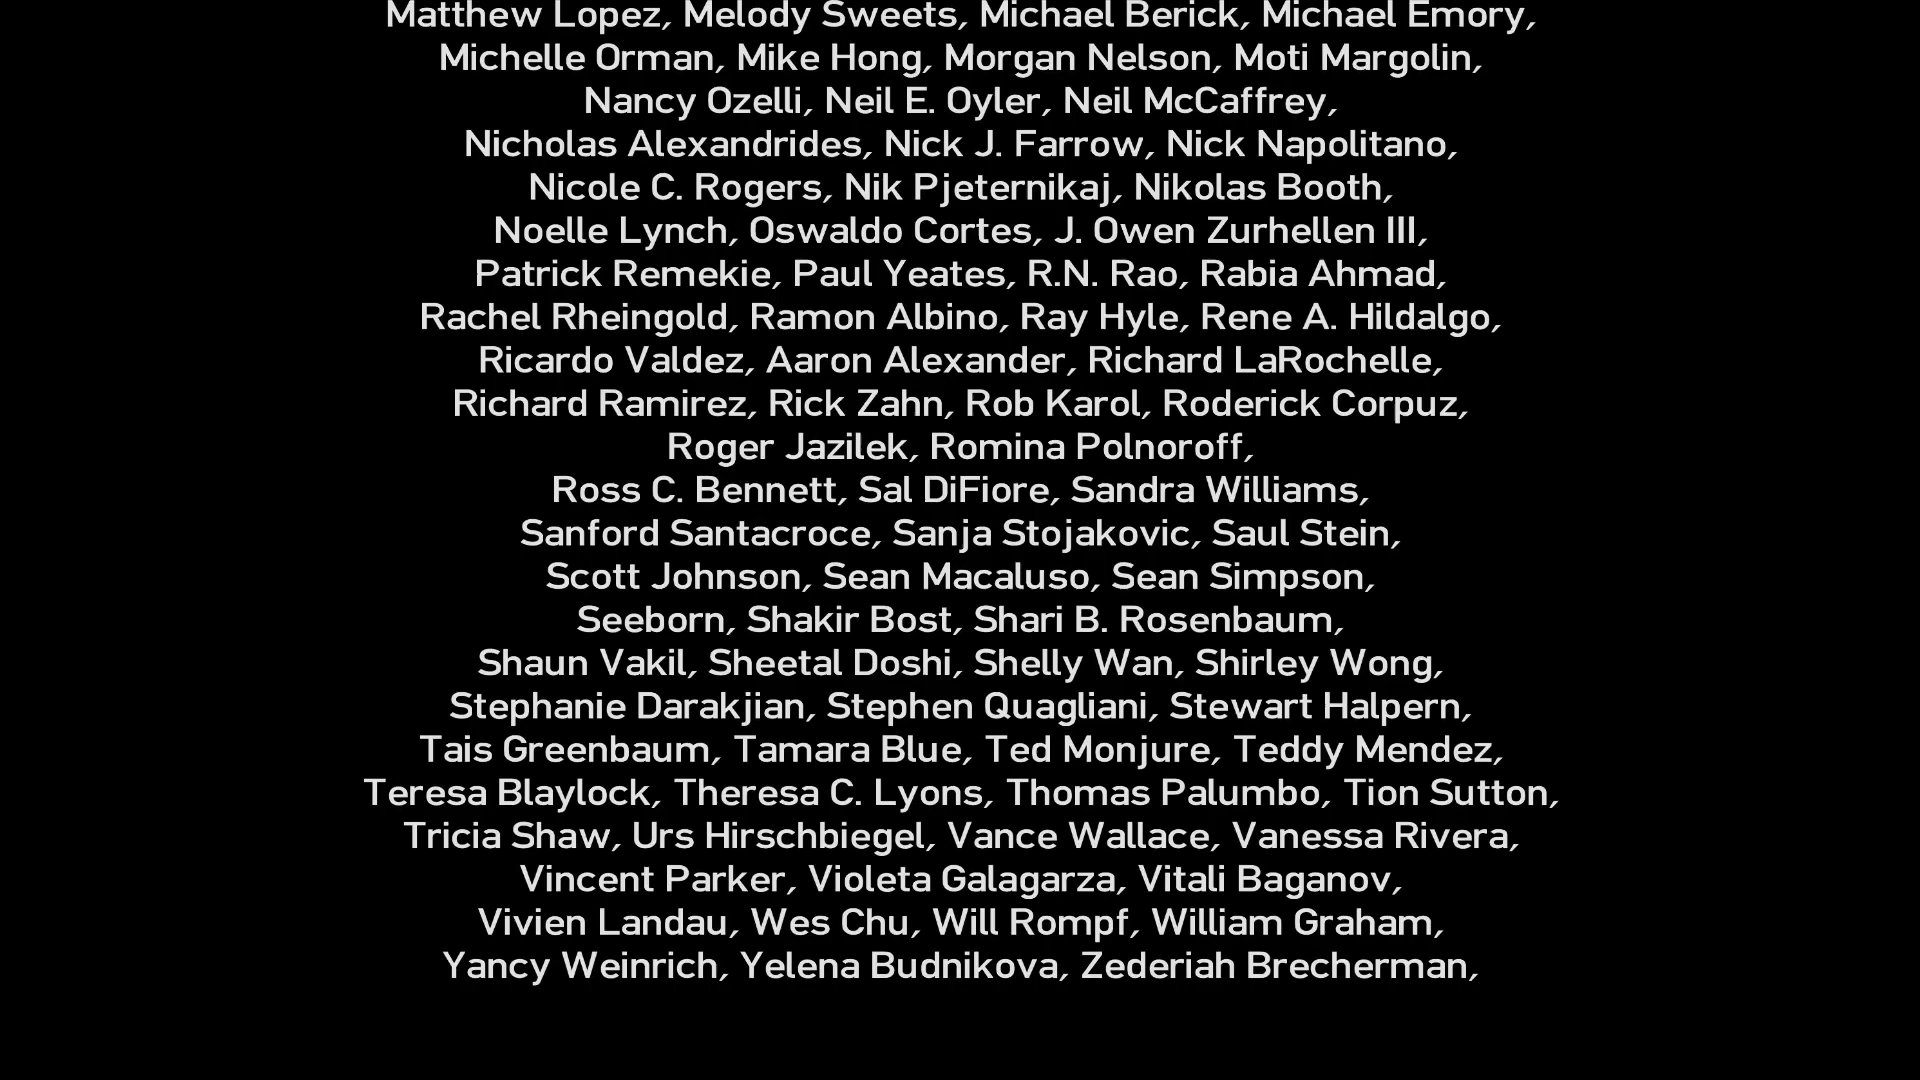 Matthew Lopez, Melody Sweets, Michael Berick, Michael Emory,
Michelle Orman, Mike Hong, Morgan Nelson, Moti Margolin,
Nancy Ozelli, Neil E. Oyler, Neil McCaffrey,
Nicholas Alexandrides, Nick J. Farrow, Nick Napolitano,
Nicole C. Rogers, Nik Pjeternikaj, Nikolas Booth,
Noelle Lynch, Oswaldo Cortes, J. Owen Zurhellen III,
Patrick Remekie, Paul Yeates, R.N. Rao, Rabia Ahmad,
Rachel Rheingold, Ramon Albino, Ray Hyle, Rene A. Hildalgo,
Ricardo Valdez, Aaron Alexander, Richard LaRochelle,
Richard Ramirez, Rick Zahn, Rob Karol, Roderick Corpuz,
Roger Jazilek, Romina Polnoroff,
Ross C. Bennett, Sal DiFiore, Sandra Williams,
Sanford Santacroce, Sanja Stojakovic, Saul Stein,
Scott Johnson, Sean Macaluso, Sean Simpson,
Seeborn, Shakir Bost, Shari B. Rosenbaum,
Shaun Vakil, Sheetal Doshi, Shelly Wan, Shirley Wong,
Stephanie Darakjian, Stephen Quagliani, Stewart Halpern,
Tais Greenbaum, Tamara Blue, Ted Monjure, Teddy Mendez,
Teresa Blaylock, Theresa C. Lyons, Thomas Palumbo, Tion Sutton,
Tricia Shaw, Urs Hirschbiegel, Vance Wallace, Vanessa Rivera,
Vincent Parker, Violeta Galagarza, Vitali Baganov,
Vivien Landau, Wes Chu, Will Rompf, William Graham,
Yancy Weinrich, Yelena Budnikova, Zederiah Brecherman,